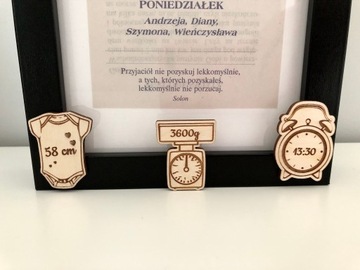 PONIEDZIAŁEK
Andrzeja, Diany,
Szymona, Wieńczysława
Przyjaciół nie pozyskuj lekkomyślnie,
a tych, których pozyskałeś,
lekkomyślnie nie porzucaj.
Solon
3600g
58 cm
13:30